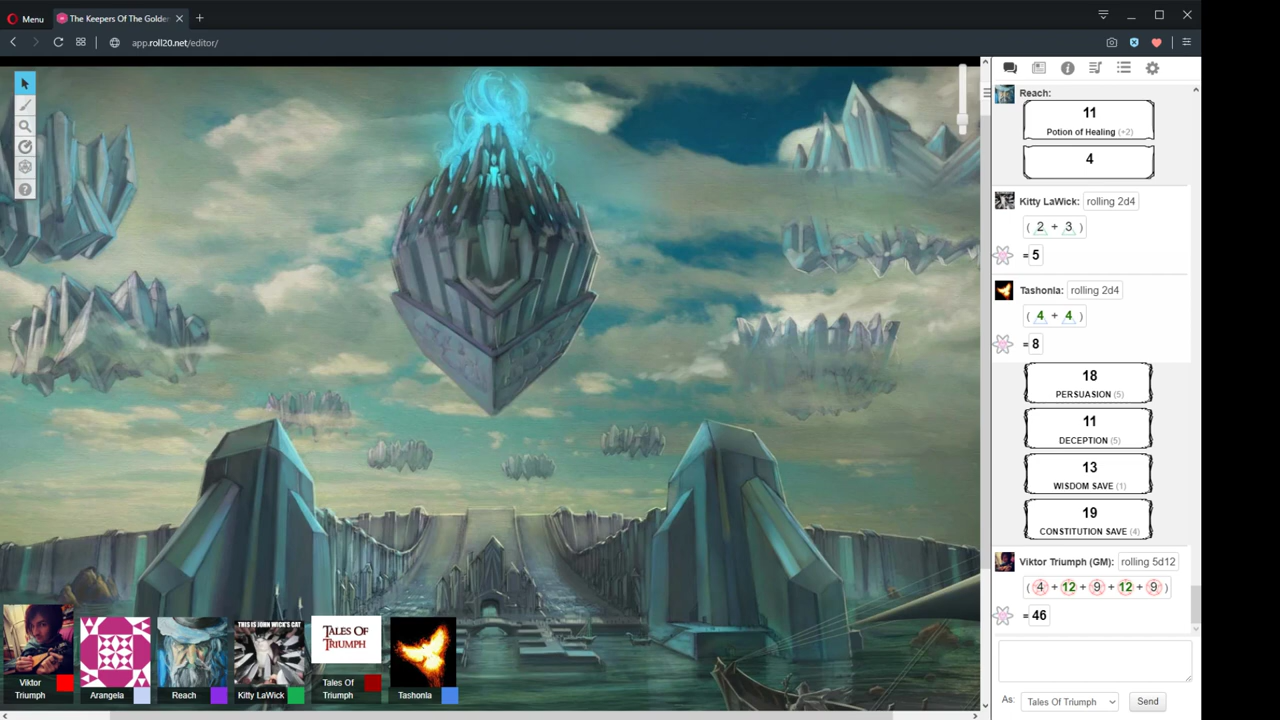 Menu
The Keepers Of The Golden
app.roll20.net/editor/
Reach:
11
Potion of Healing (+2)
4
Kitty LaWick: rolling 2d4
( 2 + 3 )
= 5
Tashonia: rolling 2d4
( 4 + 4 )
= 8
18
PERSUASION (5)
11
DECEPTION (5)
13
WISDOM SAVE (1)
19
CONSTITUTION SAVE (4)
Viktor Triumph (GM): rolling 5d12
( 4 + 12 + 9 + 12 + 9 )
= 46
THIS IS JOHN WICK'S CAT
TALES OF
TRIUMPH
Viktor
Triumph
Arangela
Reach
Kitty LaWick
Tales Of
Triumph
Tashonia
As: Tales Of Triumph
Send